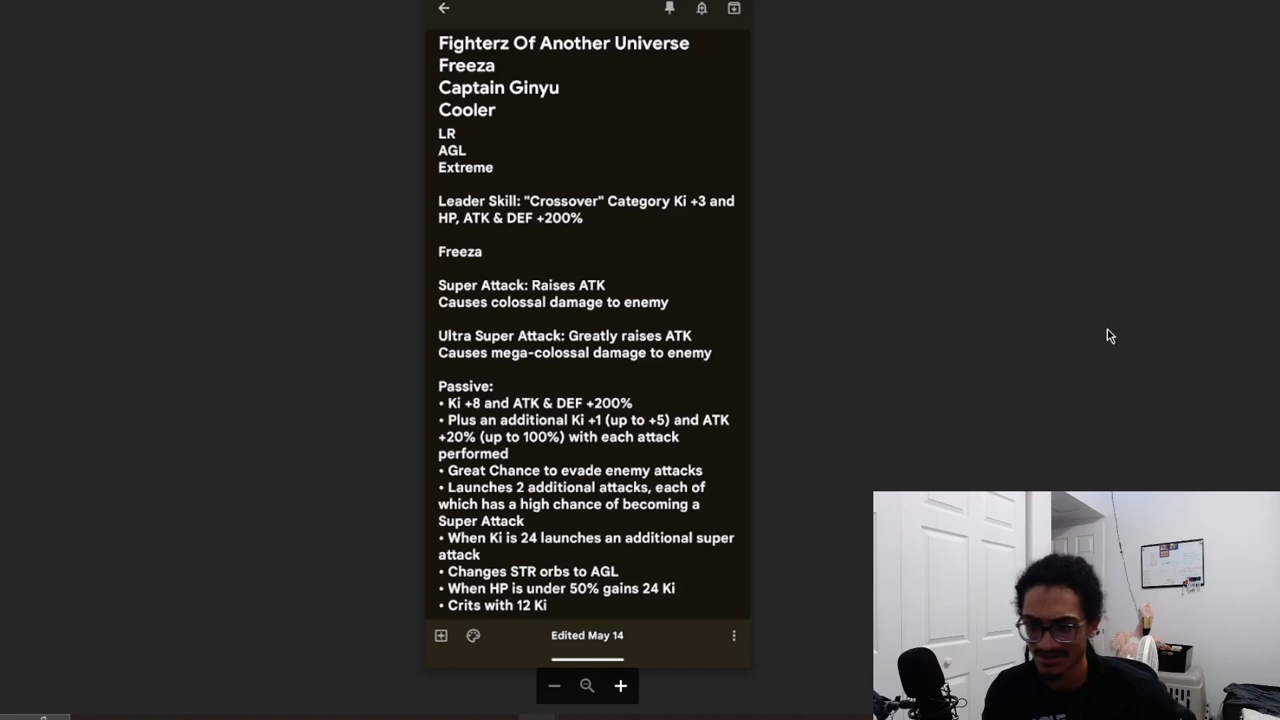 Fighterz Of Another Universe
Freeza
Captain Ginyu
Cooler
LR
AGL
Extreme
Leader Skill: "Crossover" Category Ki +3 and
HP, ATK & DEF +200%
Freeza
Super Attack: Raises ATK
Causes colossal damage to enemy
Ultra Super Attack: Greatly raises ATK
Causes mega-colossal damage to enemy
Passive:
• Ki +8 and ATK & DEF +200%
• Plus an additional Ki +1 (up to +5) and ATK
+20% (up to 100%) with each attack
performed
• Great Chance to evade enemy attacks
• Launches 2 additional attacks, each of
which has a high chance of becoming a
Super Attack
• When Ki is 24 launches an additional super
attack
• Changes STR orbs to AGL
• When HP is under 50% gains 24 Ki
• Crits with 12 Ki
Edited May 14